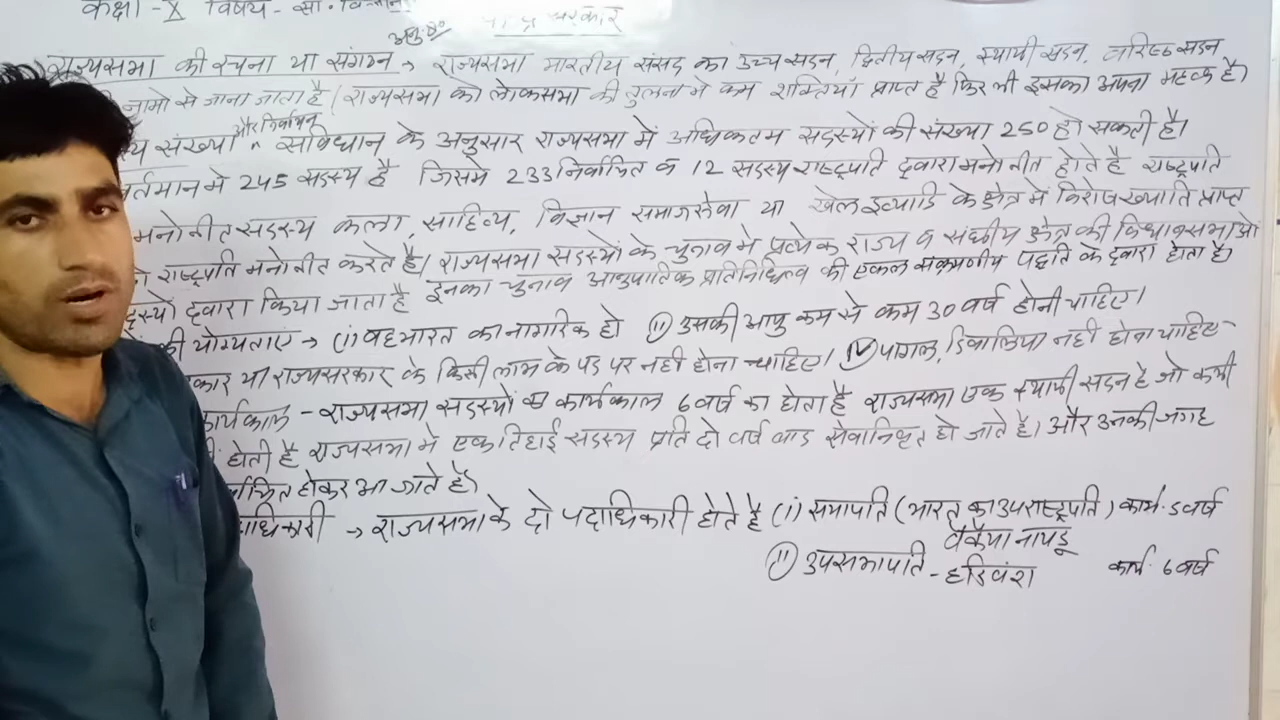 कक्षा -X विषय - सा. विज्ञान
सरकार
अनु. 80
राज्यसभा की रचना या संगठन → राज्यसभा भारतीय संसद का उच्च सदन, द्वितीय सदन, स्थायी सदन, वरिष्ठ सदन
नामो से जाना जाता है। राज्यसभा को लोकसभा की तुलना मे कम शक्तियाँ प्राप्त है फिर भी इसका अपना महत्व है।
और निर्वाचन
संख्या ^ संविधान के अनुसार राज्यसभा में अधिकतम सदस्यों की संख्या 250 हो सकती है।
वर्तमान मे 245 सदस्य है जिसमे 233 निर्वाचित व 12 सदस्य राष्ट्रपति द्वारा मनोनीत होते है राष्ट्रपति
मनोनीत सदस्य कला, साहित्य, विज्ञान समाजसेवा या खेल इत्यादि के क्षेत्र मे विशेष ख्याति प्राप्त
राष्ट्रपति मनोनीत करते है। राज्यसभा सदस्यों के चुनाव मे प्रत्येक राज्य व संघीय क्षेत्र की विधानसभाओ
द्वारा किया जाता है इनका चुनाव आनुपातिक प्रतिनिधित्व की एकल संक्रमणीय पद्धति के द्वारा होता है।
की योग्यताए → (i) वह भारत का नागरिक हो (ii) उसकी आयु कम से कम 30 वर्ष होनी चाहिए।
या राज्यसरकार के किसी लाभ के पद पर नही होना चाहिए। (iv) पागल, दिवालिया नही होना चाहिए
कार्यकाल - राज्यसभा सदस्यों का कार्यकाल 6 वर्ष का होता है राज्यसभा एक स्थायी सदन है जो कभी
होती है राज्यसभा मे एक तिहाई सदस्य प्रति दो वर्ष बाद सेवानिवृत हो जाते है। और उनकी जगह
होकर आ जाते है।
→ राज्यसभा के दो पदाधिकारी होते है (i) सभापति (भारत का उपराष्ट्रपति) कार्य. 5 वर्ष
वैकैया नायडू
(ii) उपसभापति - हरिवंश कार्य. 6 वर्ष